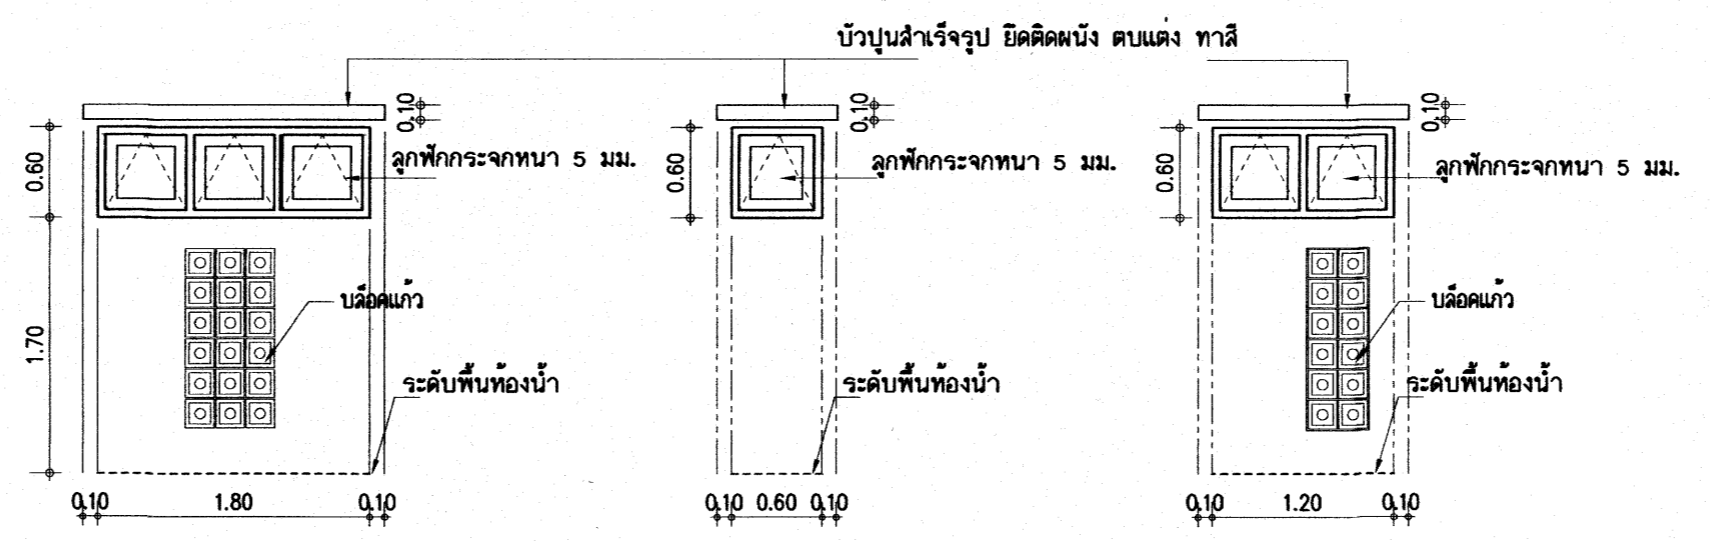 บัวปูนสำเร็จรูป ยึดติดผนัง ตบแต่ง ทาสี
0.10
0.10
0.10
0.60
ลูกฟักกระจกหนา 5 มม.
0.60
ลูกฟักกระจกหนา 5 มม.
0.60
ลูกฟักกระจกหนา 5 มม.
บล็อคแก้ว
บล็อคแก้ว
1.70
ระดับพื้นห้องน้ำ
ระดับพื้นห้องน้ำ
ระดับพื้นห้องน้ำ
0.10 1.80 0.10
0.10 0.60 0.10
0.10 1.20 0.10